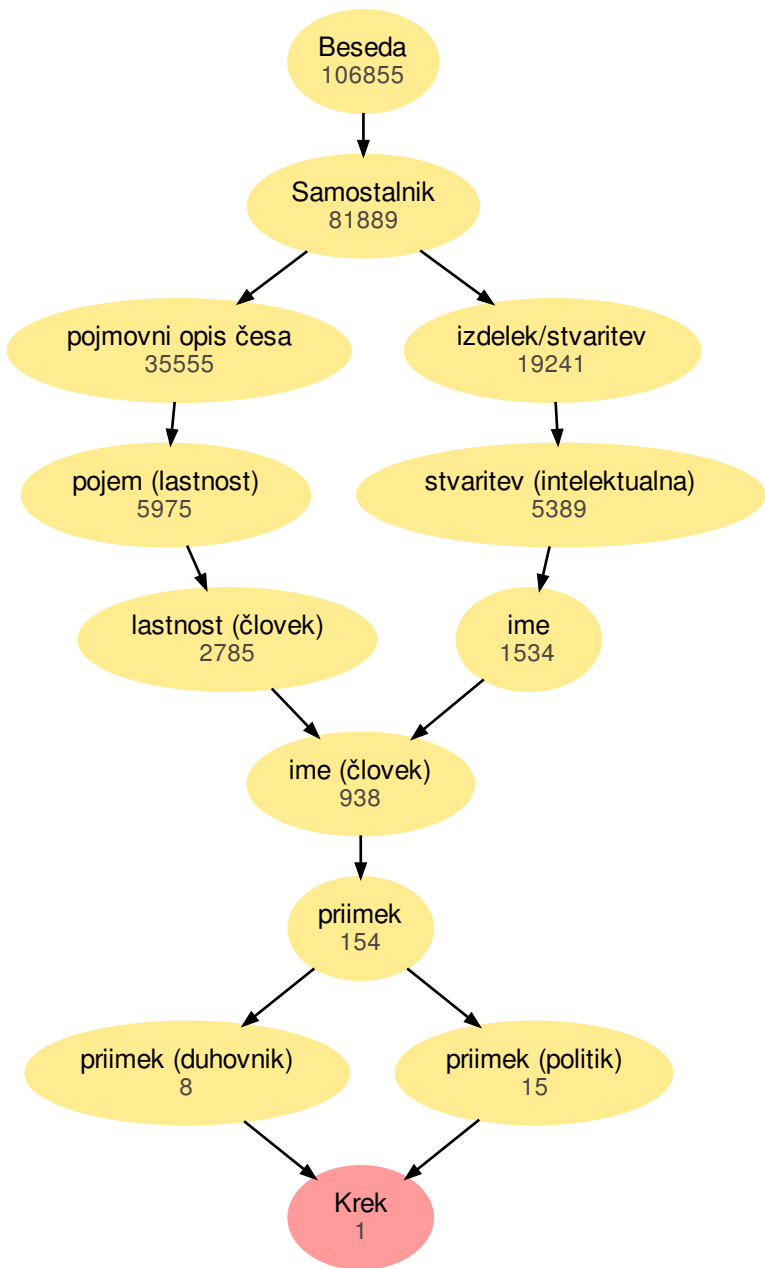 Beseda
106855
Samostalnik
81889
pojmovni opis česa
35555
izdelek/stvaritev
19241
pojem (lastnost)
5975
stvaritev (intelektualna)
5389
lastnost (človek)
2785
ime
1534
ime (človek)
938
priimek
154
priimek (duhovnik)
8
priimek (politik)
15
Krek
1